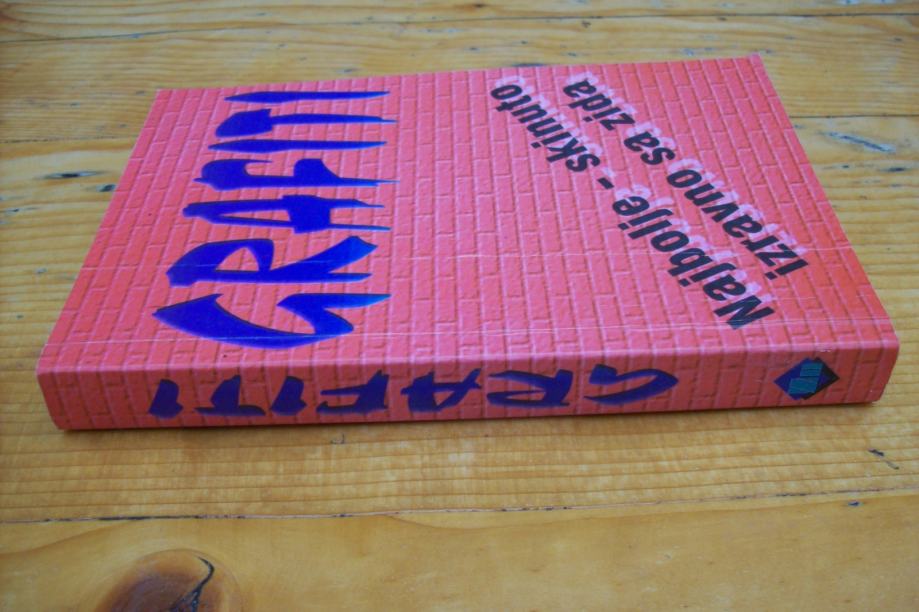 GRAFITI
Najbolje - skinuto
izravno sa zida
GRAFITI